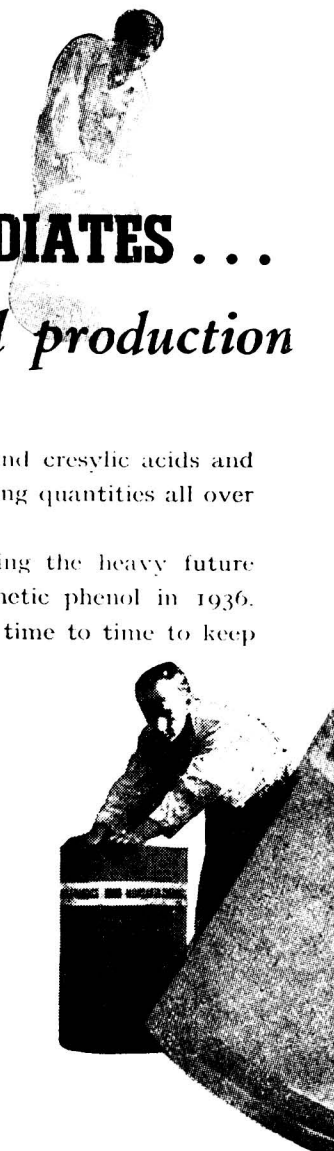 DIATES...
l production
nd cresylic acids and
ng quantities all over
ing the heavy future
netic phenol in 1936.
time to time to keep